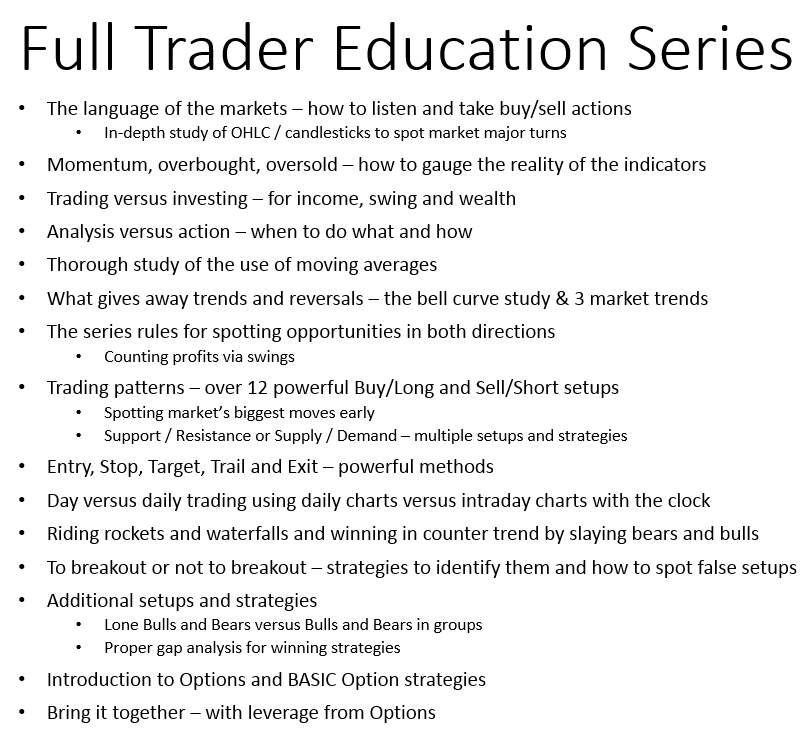 Full Trader Education Series
• The language of the markets – how to listen and take buy/sell actions
• In-depth study of OHLC / candlesticks to spot market major turns
• Momentum, overbought, oversold – how to gauge the reality of the indicators
• Trading versus investing – for income, swing and wealth
• Analysis versus action – when to do what and how
• Thorough study of the use of moving averages
• What gives away trends and reversals – the bell curve study & 3 market trends
• The series rules for spotting opportunities in both directions
• Counting profits via swings
• Trading patterns – over 12 powerful Buy/Long and Sell/Short setups
• Spotting market’s biggest moves early
• Support / Resistance or Supply / Demand – multiple setups and strategies
• Entry, Stop, Target, Trail and Exit – powerful methods
• Day versus daily trading using daily charts versus intraday charts with the clock
• Riding rockets and waterfalls and winning in counter trend by slaying bears and bulls
• To breakout or not to breakout – strategies to identify them and how to spot false setups
• Additional setups and strategies
• Lone Bulls and Bears versus Bulls and Bears in groups
• Proper gap analysis for winning strategies
• Introduction to Options and BASIC Option strategies
• Bring it together – with leverage from Options